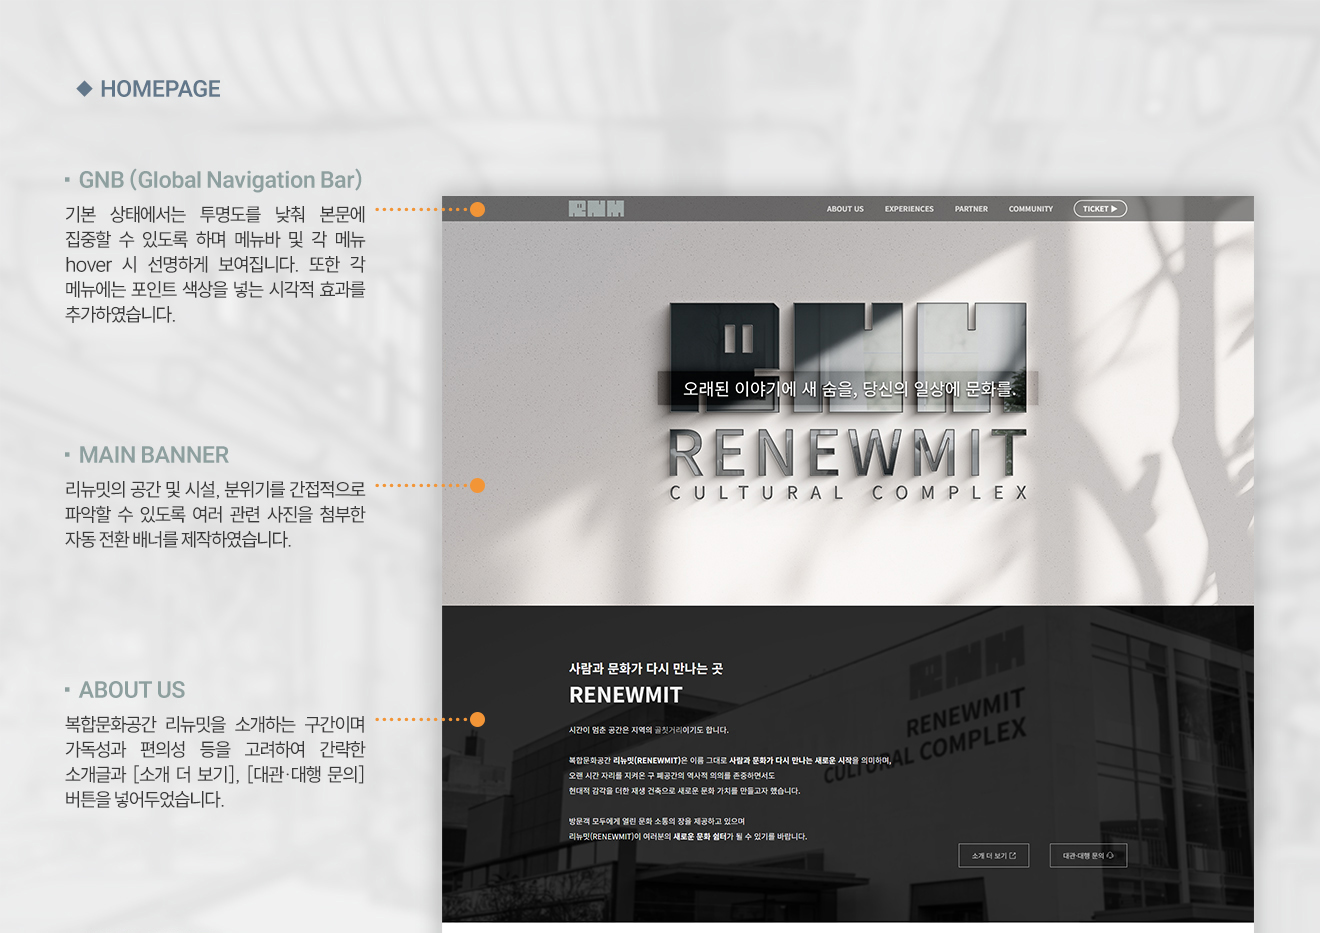 ◆ HOMEPAGE
▪ GNB (Global Navigation Bar)
기본 상태에서는 투명도를 낮춰 본문에
집중할 수 있도록 하며 메뉴바 및 각 메뉴
hover 시 선명하게 보여집니다. 또한 각
메뉴에는 포인트 색상을 넣는 시각적 효과를
추가하였습니다.
▪ MAIN BANNER
리뉴밋의 공간 및 시설, 분위기를 간접적으로
파악할 수 있도록 여러 관련 사진을 첨부한
자동 전환 배너를 제작하였습니다.
▪ ABOUT US
복합문화공간 리뉴밋을 소개하는 구간이며
가독성과 편의성 등을 고려하여 간략한
소개글과 [소개 더 보기], [대관·대행 문의]
버튼을 넣어두었습니다.
RNM ABOUT US EXPERIENCES PARTNER COMMUNITY TICKET ▶
RNM
오래된 이야기에 새 숨을, 당신의 일상에 문화를.
RENEWMIT
CULTURAL COMPLEX
사람과 문화가 다시 만나는 곳
RENEWMIT
시간이 멈춘 공간은 지역의 골칫거리이기도 합니다.
복합문화공간 리뉴밋(RENEWMIT)은 이름 그대로 사람과 문화가 다시 만나는 새로운 시작을 의미하며,
오랜 시간 자리를 지켜온 구 폐공간의 역사적 의의를 존중하면서도
현대적 감각을 더한 재생 건축으로 새로운 문화 가치를 만들고자 했습니다.
방문객 모두에게 열린 문화 소통의 장을 제공하고 있으며
리뉴밋(RENEWMIT)이 여러분의 새로운 문화 쉼터가 될 수 있기를 바랍니다.
RNM
RENEWMIT
CULTURAL COMPLEX
소개 더 보기
대관·대행 문의